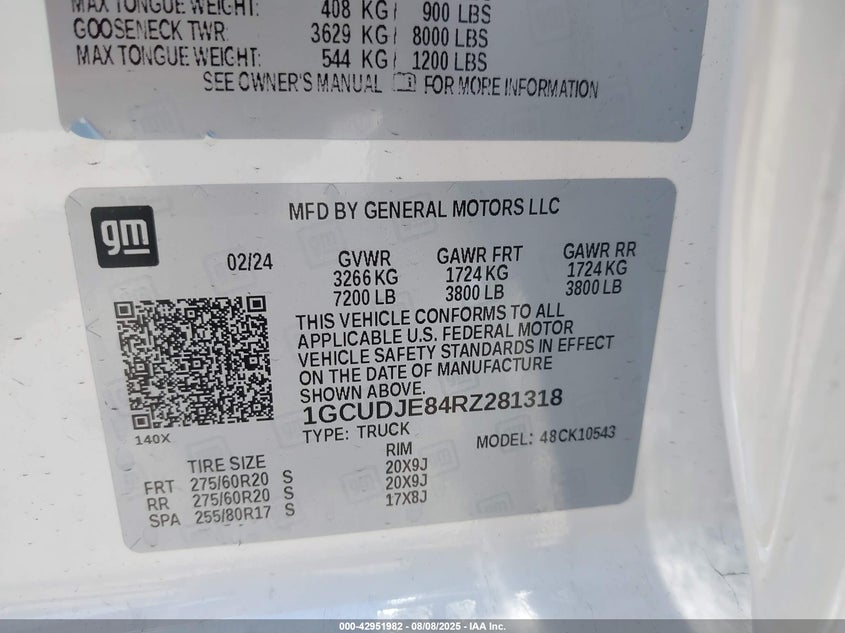 MAX TONGUE WEIGHT: 408 KG/ 900 LBS
GOOSENECK TWR: 3629 KG/ 8000 LBS
MAX TONGUE WEIGHT: 544 KG/ 1200 LBS
SEE OWNER'S MANUAL FOR MORE INFORMATION
gm
MFD BY GENERAL MOTORS LLC
02/24 GVWR GAWR FRT GAWR RR
3266 KG 1724 KG 1724 KG
7200 LB 3800 LB 3800 LB
THIS VEHICLE CONFORMS TO ALL
APPLICABLE U.S. FEDERAL MOTOR
VEHICLE SAFETY STANDARDS IN EFFECT
ON THE DATE OF MANUFACTURE
SHOWN ABOVE.
1GCUDJE84RZ281318
140X
TYPE: TRUCK MODEL: 48CK10543
TIRE SIZE RIM
FRT 275/60R20 S 20X9J
RR 275/60R20 S 20X9J
SPA 255/80R17 S 17X8J
000-42951982 - 08/08/2025 - IAA Inc.